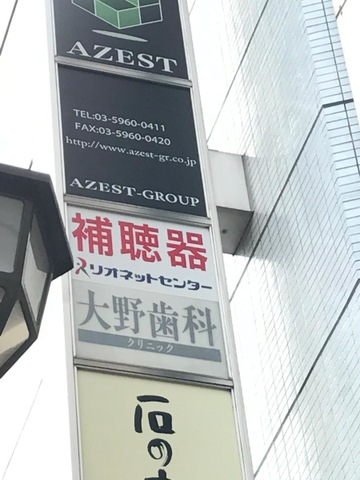 AZEST
TEL:03-5960-0411
FAX:03-5960-0420
http://www.azest-gr.co.jp
AZEST-GROUP
補聴器
リオネットセンター
大野歯科
クリニック
石の